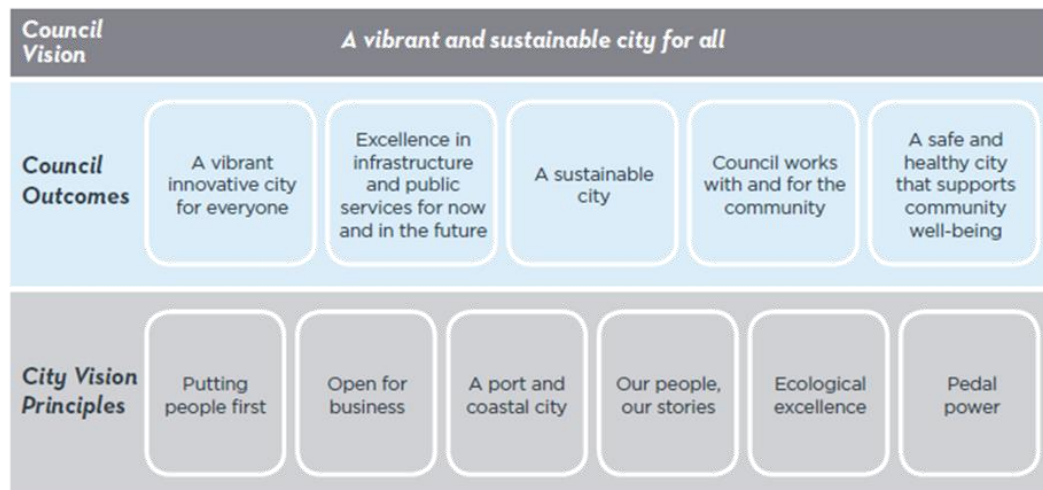 Council
Vision
A vibrant and sustainable city for all
Council
Outcomes
A vibrant
innovative city
for everyone
Excellence in
infrastructure
and public
services for now
and in the future
A sustainable
city
Council works
with and for the
community
A safe and
healthy city
that supports
community
well-being
City Vision
Principles
Putting
people first
Open for
business
A port and
coastal city
Our people,
our stories
Ecological
excellence
Pedal
power